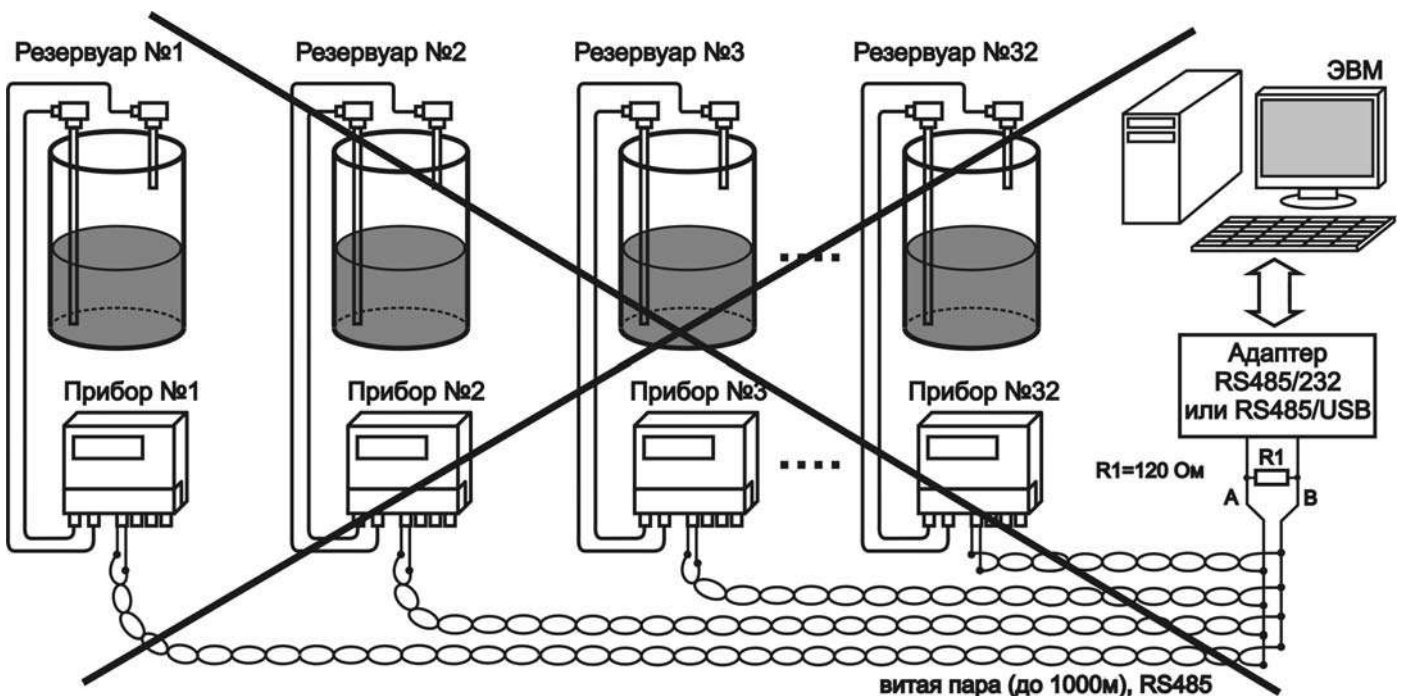 Резервуар №1
Резервуар №2
Резервуар №3
Резервуар №32
ЭВМ
Прибор №1
Прибор №2
Прибор №3
Прибор №32
Адаптер
RS485/232
или RS485/USB
R1=120 Ом
R1
A
B
витая пара (до 1000м), RS485